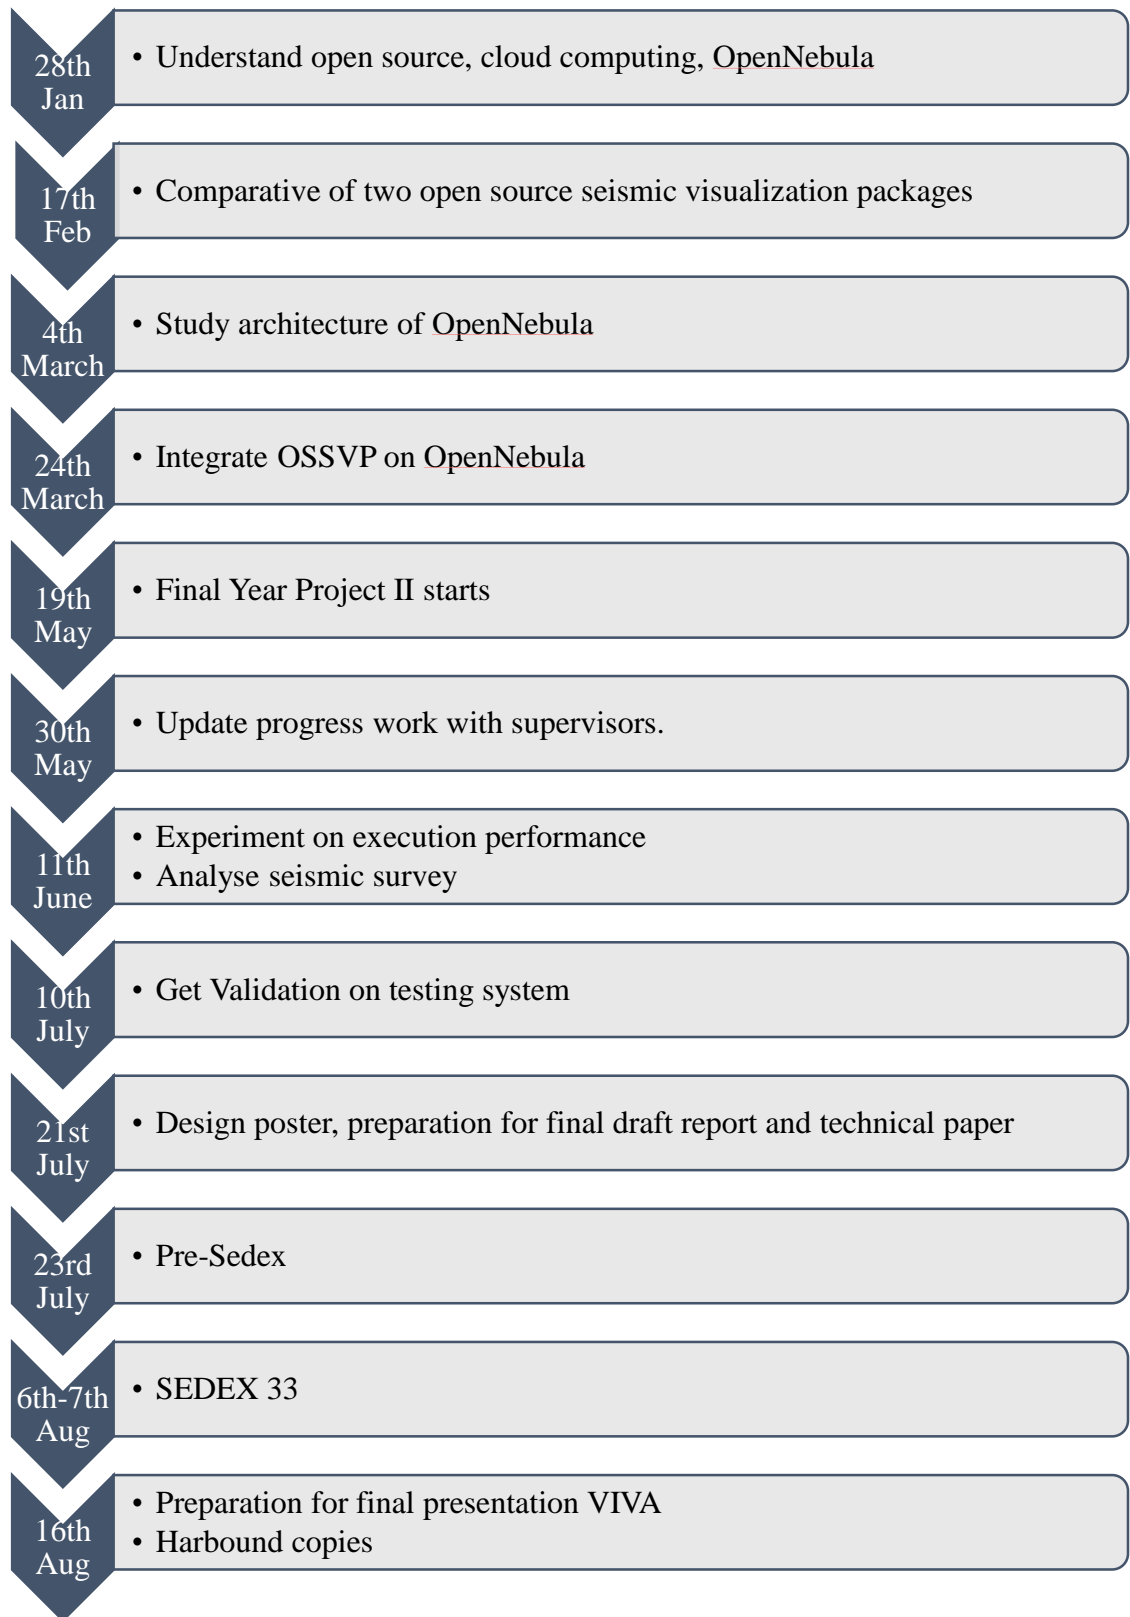 28th
Jan
• Understand open source, cloud computing, OpenNebula
17th
Feb
• Comparative of two open source seismic visualization packages
4th
March
• Study architecture of OpenNebula
24th
March
• Integrate OSSVP on OpenNebula
19th
May
• Final Year Project II starts
30th
May
• Update progress work with supervisors.
11th
June
• Experiment on execution performance
• Analyse seismic survey
10th
July
• Get Validation on testing system
21st
July
• Design poster, preparation for final draft report and technical paper
23rd
July
• Pre-Sedex
6th-7th
Aug
• SEDEX 33
16th
Aug
• Preparation for final presentation VIVA
• Harbound copies